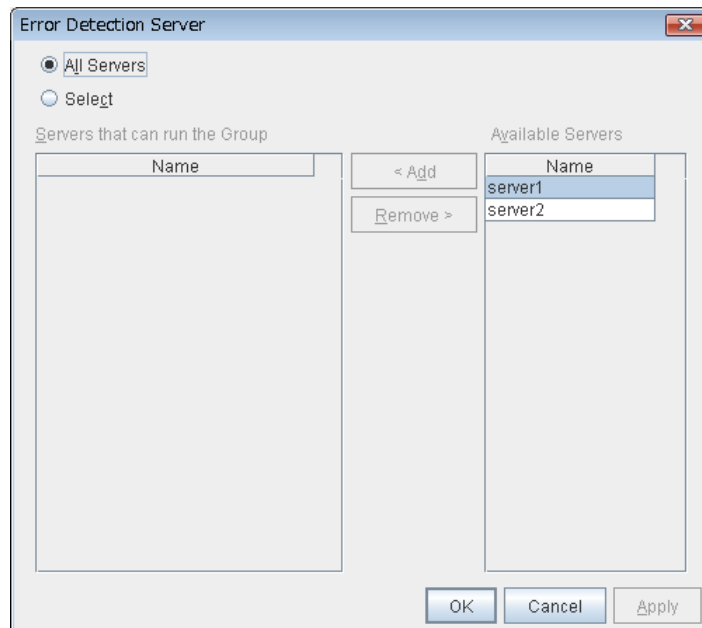 Error Detection Server
All Servers
Select
Servers that can run the Group
Available Servers
Name
< Add
Remove >
Name
server1
server2
OK
Cancel
Apply